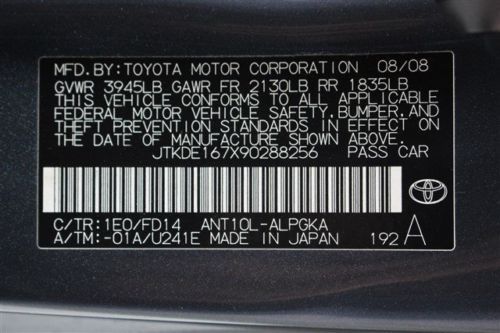 MFD.BY:TOYOTA MOTOR CORPORATION 08/08
GVWR 3945LB GAWR FR 2130LB RR 1835LB
THIS VEHICLE CONFORMS TO ALL APPLICABLE
FEDERAL MOTOR VEHICLE SAFETY,BUMPER,AND
THEFT PREVENTION STANDARDS IN EFFECT ON
THE DATE OF MANUFACTURE SHOWN ABOVE.
JTKDE167X90288256 PASS CAR
C/TR:1E0/FD14 ANT10L-ALPGKA
A/TM:-01A/U241E MADE IN JAPAN 192 A